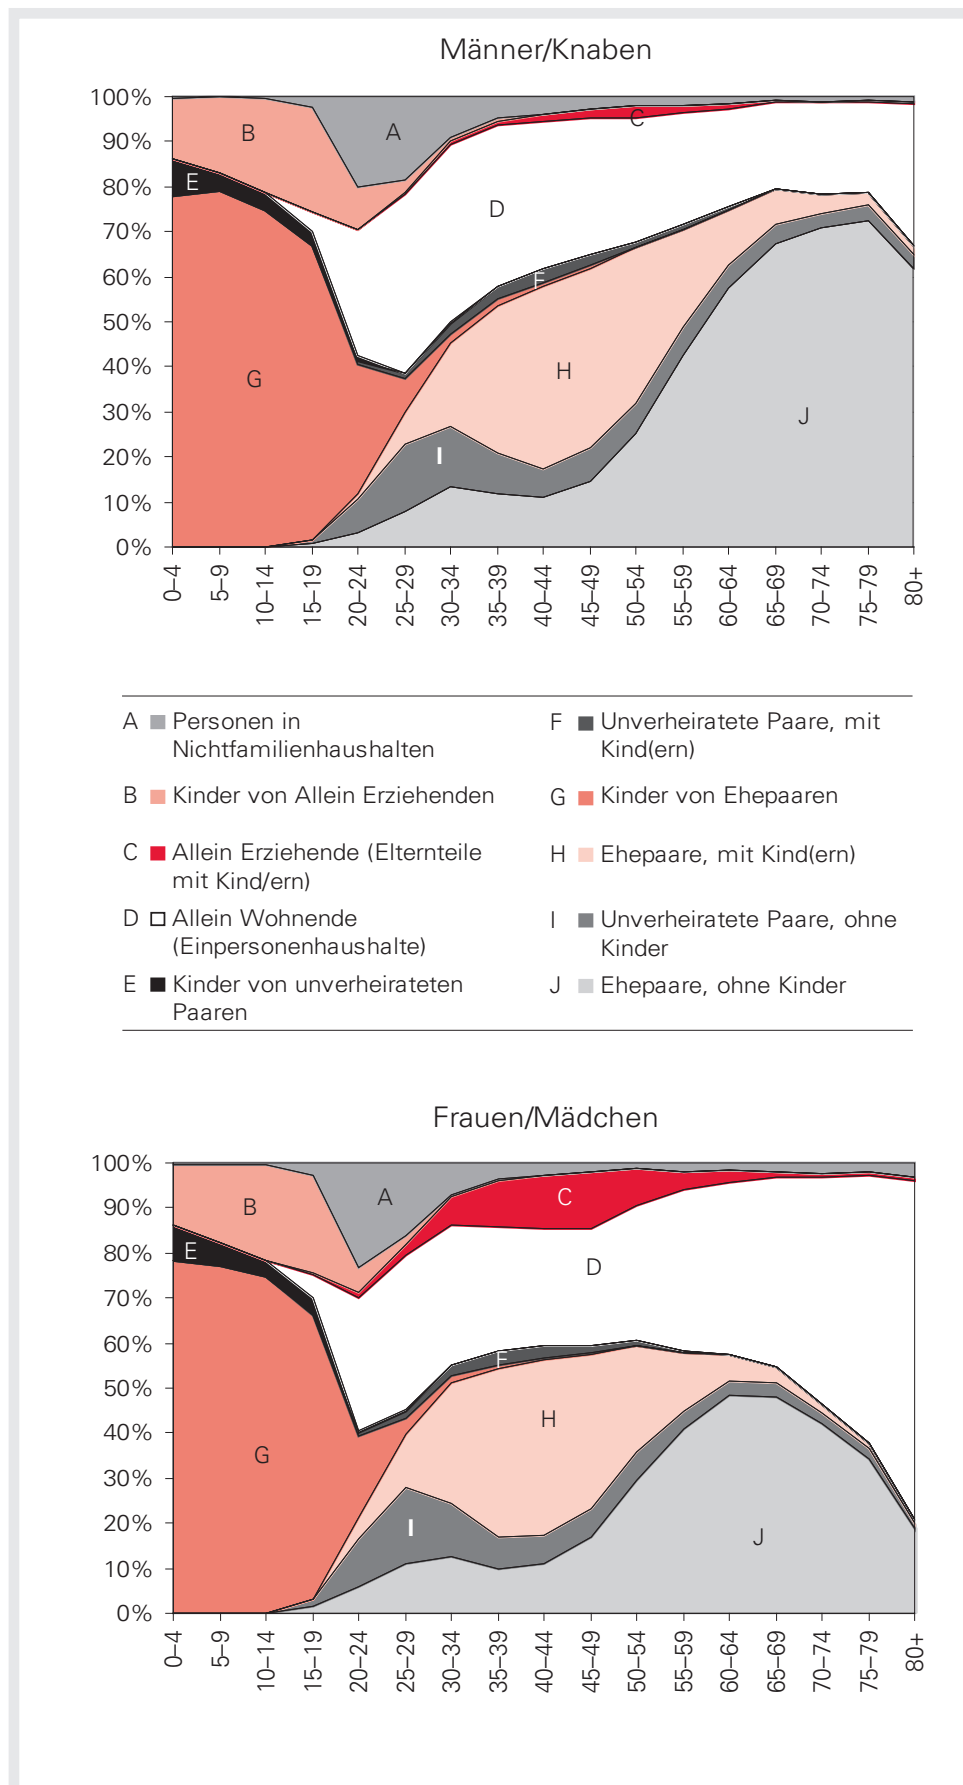 Männer/Knaben
100%
90%
80%
70%
60%
50%
40%
30%
20%
10%
0%
A
B
C
D
E
F
G
H
I
J
0–4
5–9
10–14
15–19
20–24
25–29
30–34
35–39
40–44
45–49
50–54
55–59
60–64
65–69
70–74
75–79
80+
A Personen in
Nichtfamilienhaushalten
B Kinder von Allein Erziehenden
C Allein Erziehende (Elternteile
mit Kind/ern)
D Allein Wohnende
(Einpersonenhaushalte)
E Kinder von unverheirateten
Paaren
F Unverheiratete Paare, mit
Kind(ern)
G Kinder von Ehepaaren
H Ehepaare, mit Kind(ern)
I Unverheiratete Paare, ohne
Kinder
J Ehepaare, ohne Kinder
Frauen/Mädchen
100%
90%
80%
70%
60%
50%
40%
30%
20%
10%
0%
A
B
C
D
E
F
G
H
I
J
0–4
5–9
10–14
15–19
20–24
25–29
30–34
35–39
40–44
45–49
50–54
55–59
60–64
65–69
70–74
75–79
80+